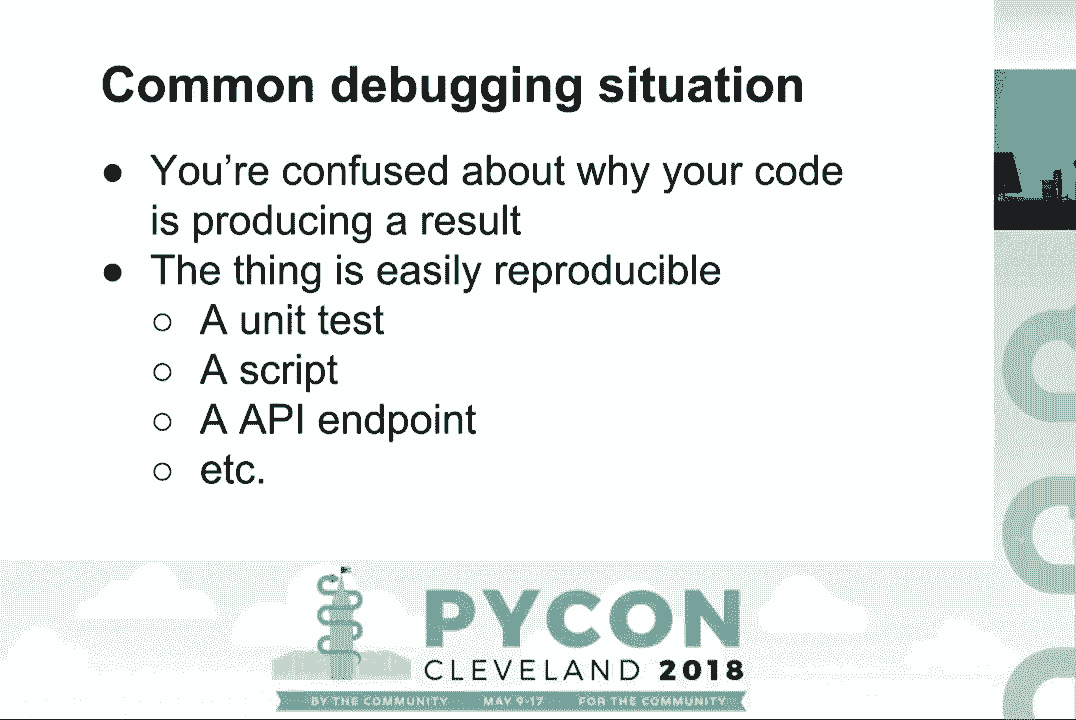 Common debugging situation
● You’re confused about why your code
is producing a result
● The thing is easily reproducible
○ A unit test
○ A script
○ A API endpoint
○ etc.
PYCON
CLEVELAND 2018
BY THE COMMUNITY MAY 9-17 FOR THE COMMUNITY